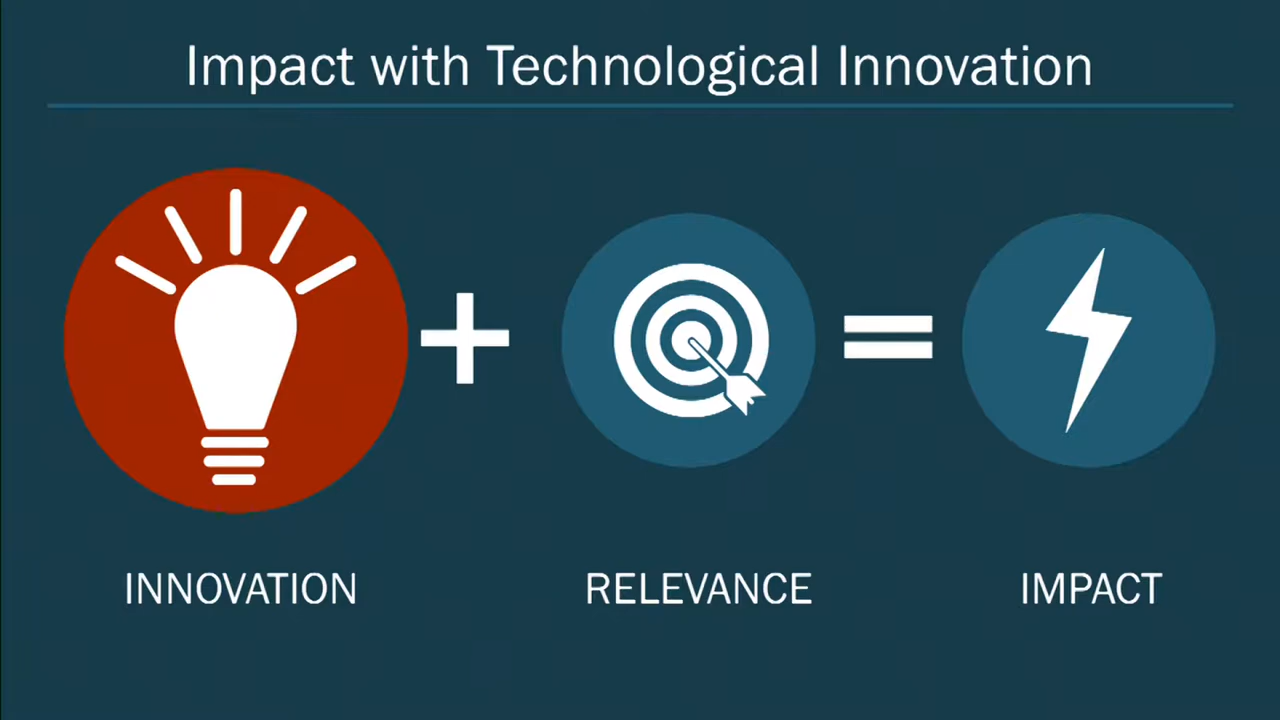 Impact with Technological Innovation
+
=
INNOVATION
RELEVANCE
IMPACT